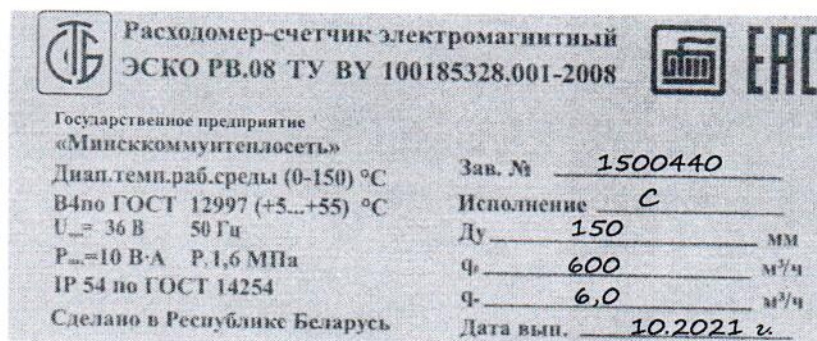 СТБ
Расходомер-счетчик электромагнитный
ЭСКО РВ.08 ТУ BY 100185328.001-2008
ЕАС
Государственное предприятие
«Минсккоммунтеплосеть»
Диап.темп.раб.среды (0-150) °С
В4по ГОСТ 12997 (+5...+55) °С
U = 36 В 50 Гц
P =10 В·А P,1,6 МПа
IP 54 по ГОСТ 14254
Сделано в Республике Беларусь
Зав. № 1500440
Исполнение С
Ду 150 мм
q 600 м³/ч
q 6,0 м³/ч
Дата вып. 10.2021 г.